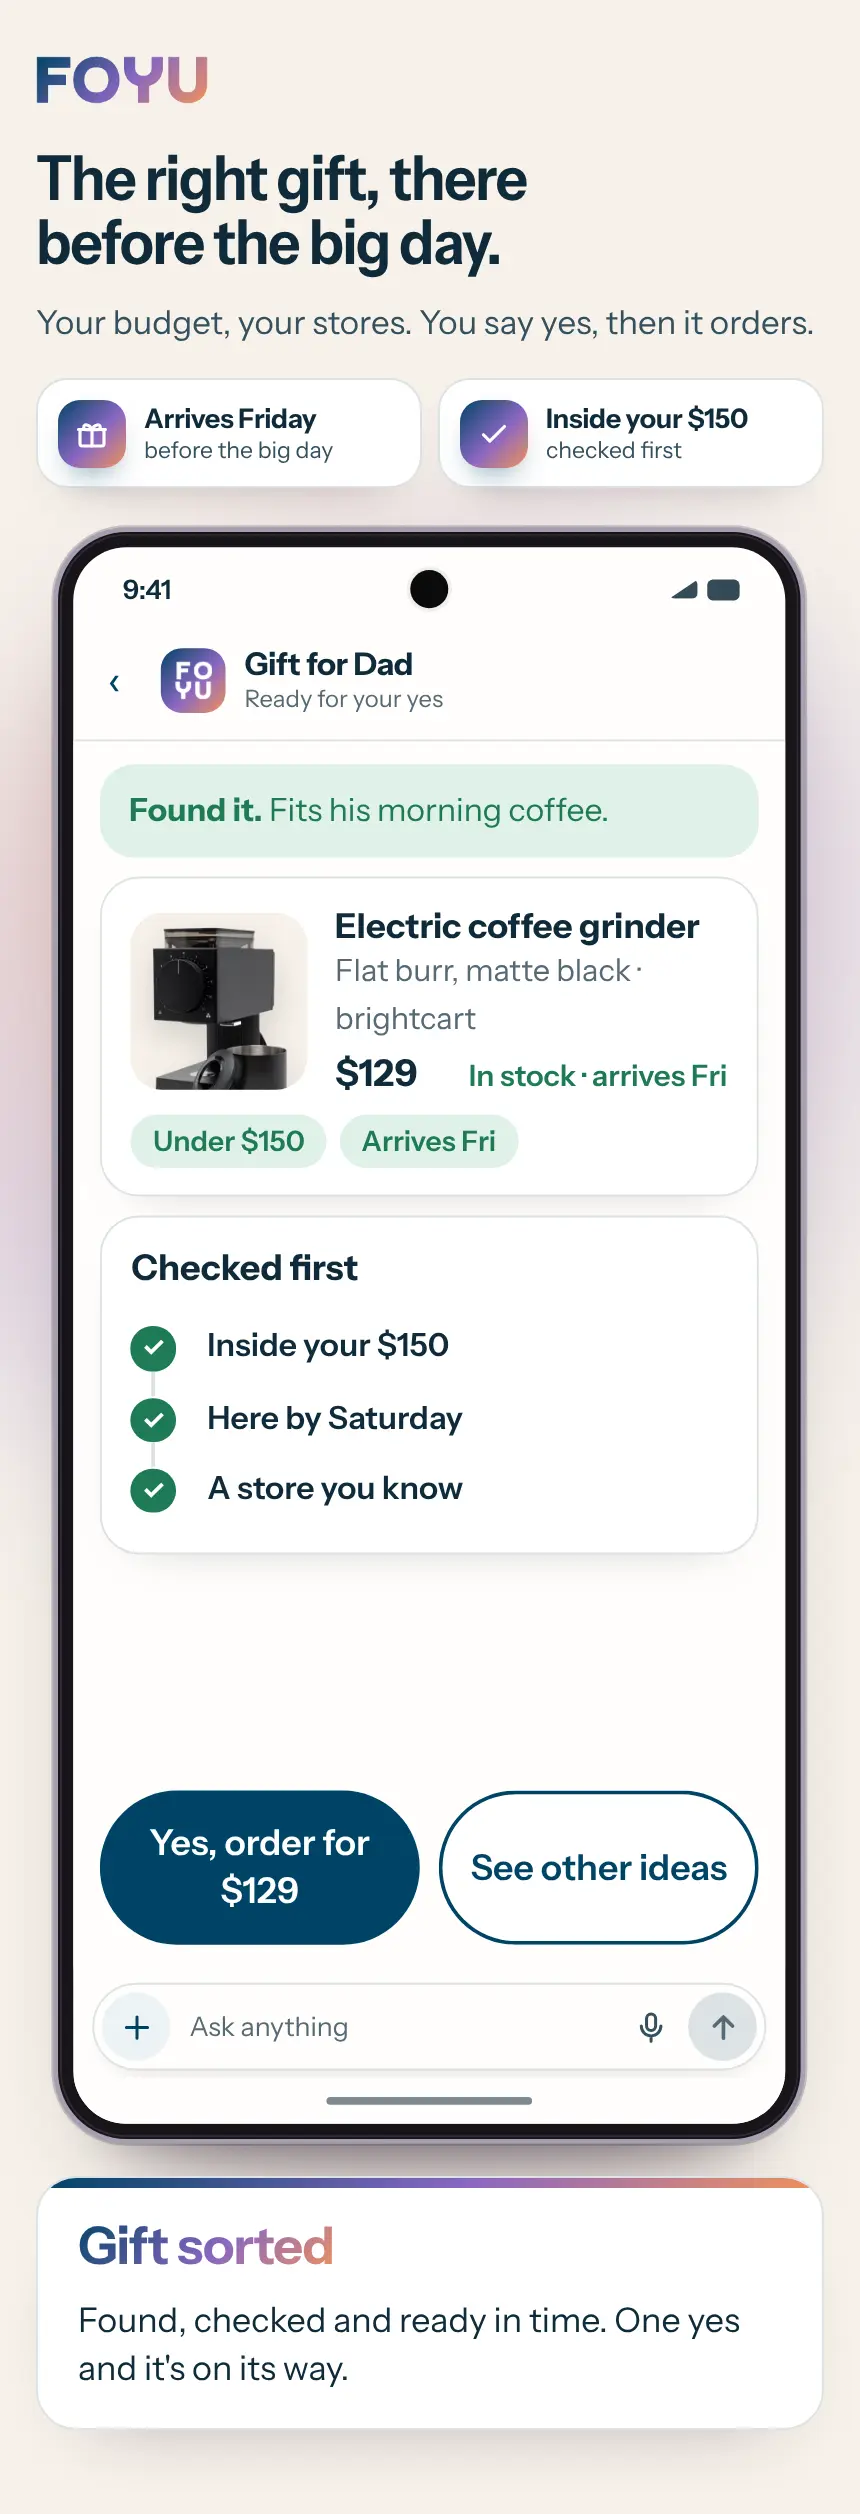 FOYU
The right gift, there
before the big day.
Your budget, your stores. You say yes, then it orders.
Arrives Friday
before the big day
Inside your $150
checked first
9:41
FO
YU
Gift for Dad
Ready for your yes
Found it. Fits his morning coffee.
Electric coffee grinder
Flat burr, matte black ·
brightcart
$129
In stock · arrives Fri
Under $150
Arrives Fri
Checked first
Inside your $150
Here by Saturday
A store you know
Yes, order for
$129
See other ideas
Ask anything
Gift sorted
Found, checked and ready in time. One yes
and it's on its way.